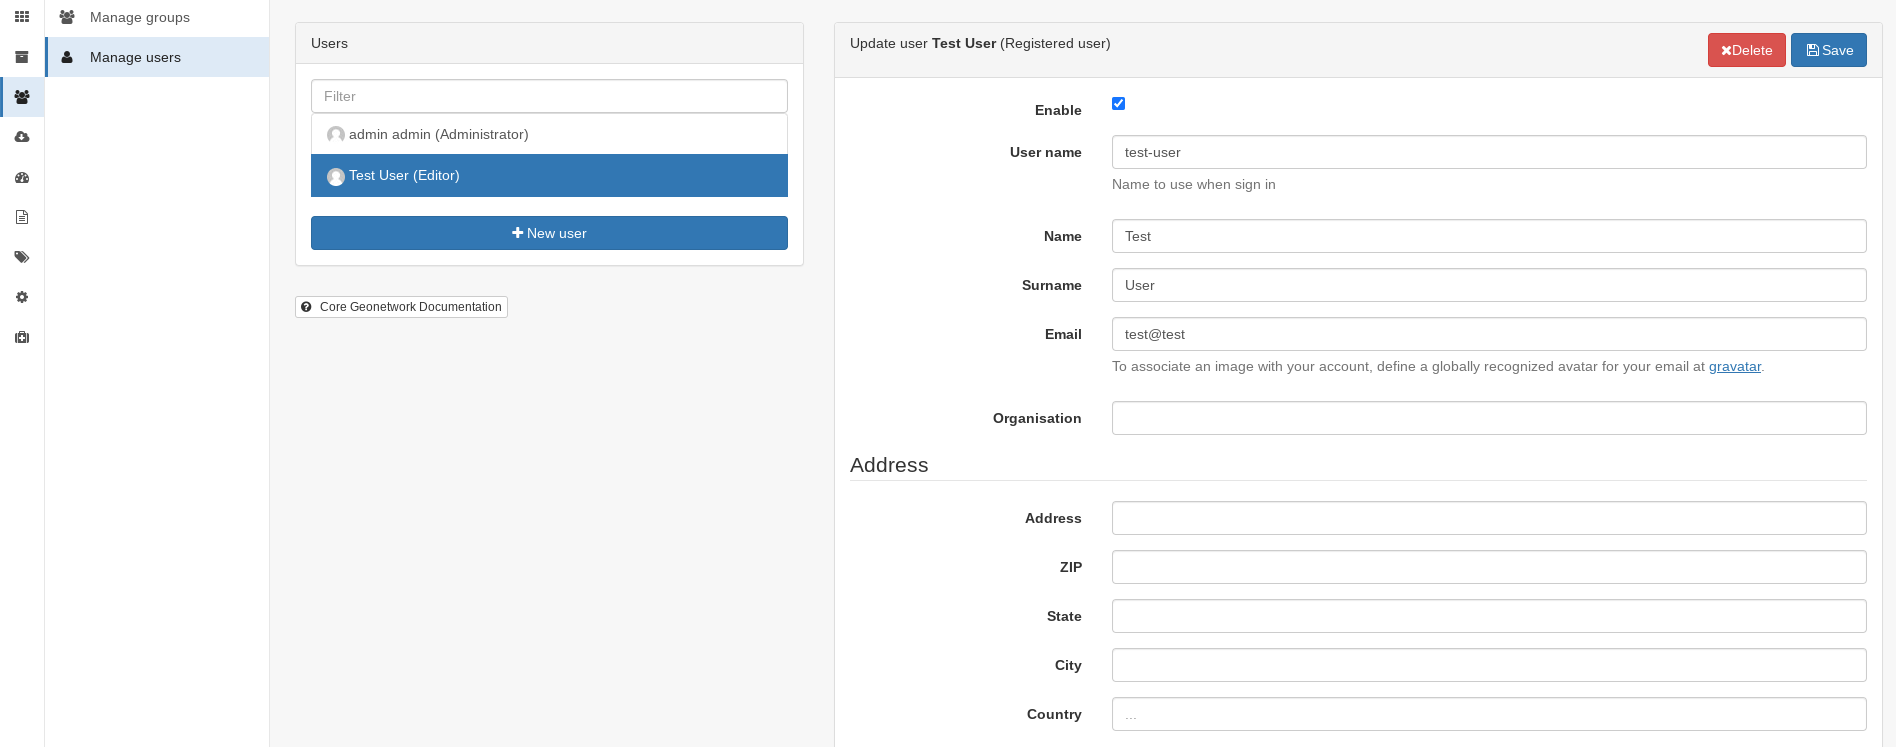 Manage groups
Manage users
Users
Filter
admin admin (Administrator)
Test User (Editor)
New user
Core Geonetwork Documentation
Update user Test User (Registered user)
Delete
Save
Enable
User name
test-user
Name to use when sign in
Name
Test
Surname
User
Email
test@test
To associate an image with your account, define a globally recognized avatar for your email at gravatar.
Organisation
Address
Address
ZIP
State
City
Country
...